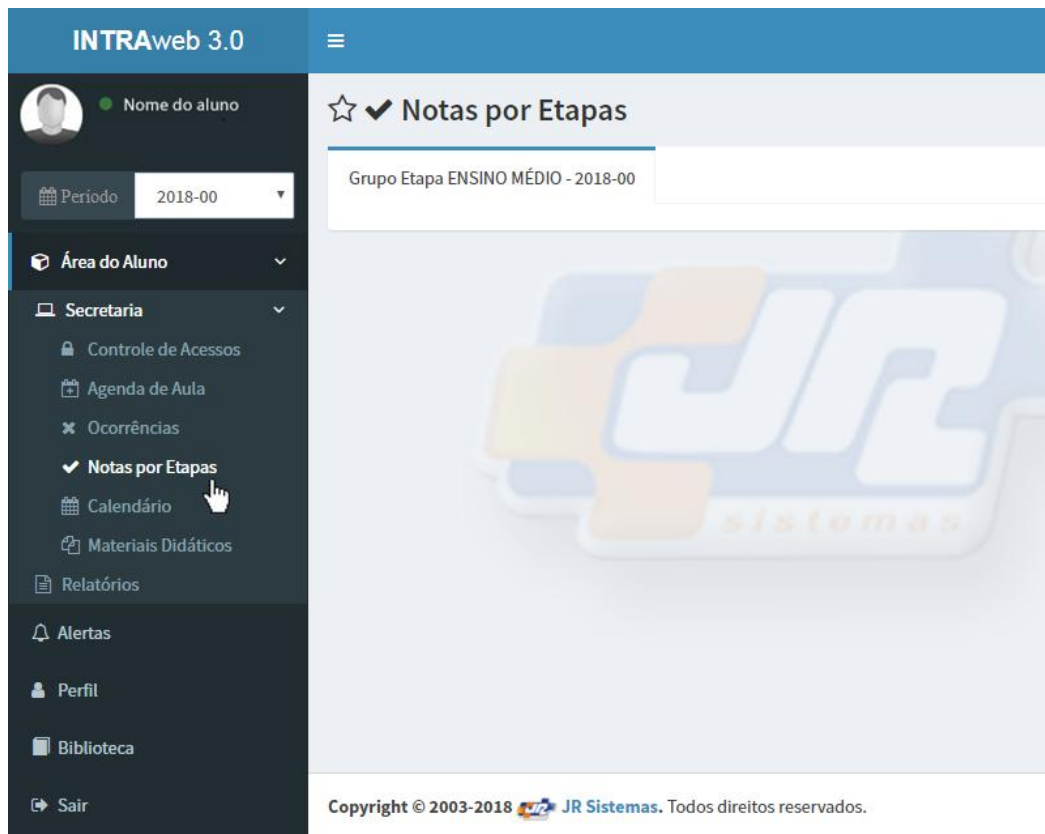 INTRAweb 3.0
Nome do aluno
Período
2018-00
Área do Aluno
Secretaria
Controle de Acessos
Agenda de Aula
Ocorrências
Notas por Etapas
Calendário
Materiais Didáticos
Relatórios
Alertas
Perfil
Biblioteca
Sair
Notas por Etapas
Grupo Etapa ENSINO MÉDIO - 2018-00
JR
sistemas
Copyright © 2003-2018 JR JR Sistemas. Todos direitos reservados.